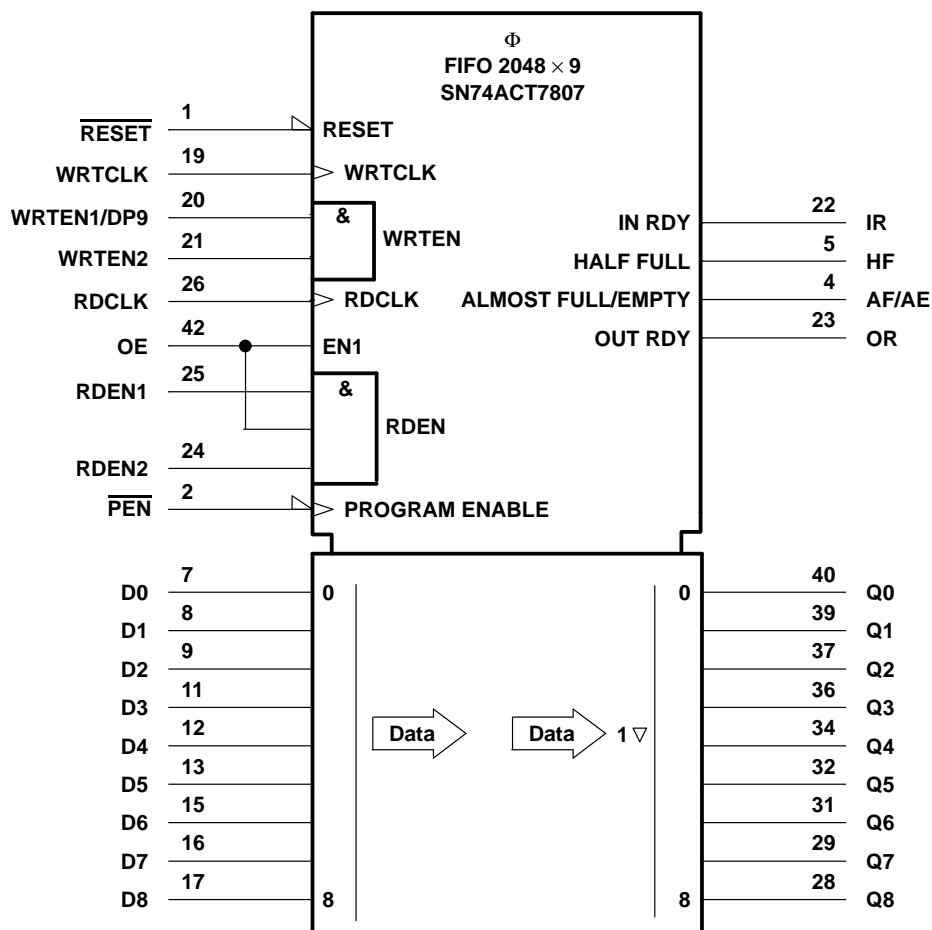 Φ
FIFO 2048 × 9
SN74ACT7807
RESET 1 RESET
WRTCLK 19 WRTCLK
WRTEN1/DP9 20 &
WRTEN
WRTEN2 21
RDCLK 26 RDCLK
OE 42 EN1
RDEN1 25 &
RDEN
RDEN2 24
PEN 2 PROGRAM ENABLE
IN RDY 22 IR
HALF FULL 5 HF
ALMOST FULL/EMPTY 4 AF/AE
OUT RDY 23 OR
D0 7 0 0 40 Q0
D1 8 39 Q1
D2 9 37 Q2
D3 11 36 Q3
Data Data 1 ▽
D4 12 34 Q4
D5 13 32 Q5
D6 15 31 Q6
D7 16 29 Q7
D8 17 8 8 28 Q8